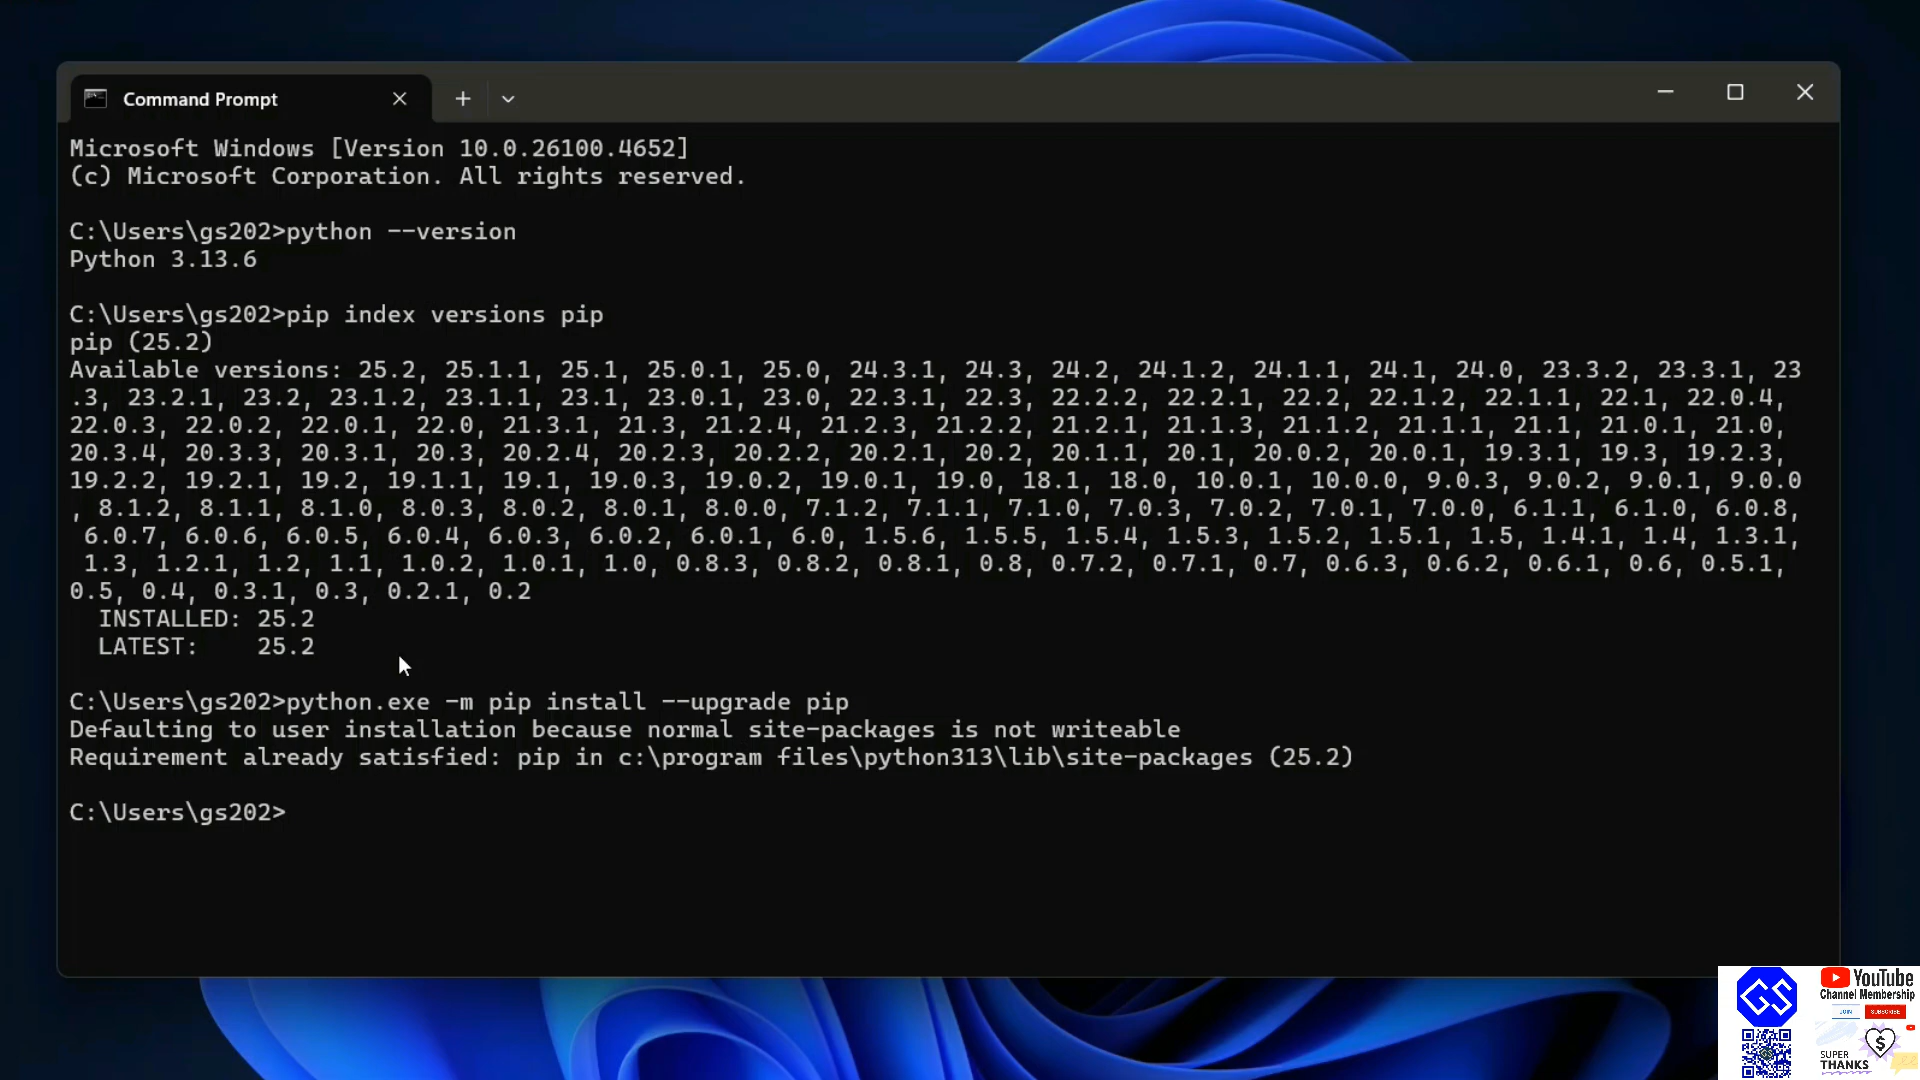 Command Prompt
Microsoft Windows [Version 10.0.26100.4652]
(c) Microsoft Corporation. All rights reserved.
C:\Users\gs202>python --version
Python 3.13.6
C:\Users\gs202>pip index versions pip
pip (25.2)
Available versions: 25.2, 25.1.1, 25.1, 25.0.1, 25.0, 24.3.1, 24.3, 24.2, 24.1.2, 24.1.1, 24.1, 24.0, 23.3.2, 23.3.1, 23
.3, 23.2.1, 23.2, 23.1.2, 23.1.1, 23.1, 23.0.1, 23.0, 22.3.1, 22.3, 22.2.2, 22.2.1, 22.2, 22.1.2, 22.1.1, 22.1, 22.0.4,
22.0.3, 22.0.2, 22.0.1, 22.0, 21.3.1, 21.3, 21.2.4, 21.2.3, 21.2.2, 21.2.1, 21.1.3, 21.1.2, 21.1.1, 21.1, 21.0.1, 21.0,
20.3.4, 20.3.3, 20.3.1, 20.3, 20.2.4, 20.2.3, 20.2.2, 20.2.1, 20.2, 20.1.1, 20.1, 20.0.2, 20.0.1, 19.3.1, 19.3, 19.2.3,
19.2.2, 19.2.1, 19.2, 19.1.1, 19.1, 19.0.3, 19.0.2, 19.0.1, 19.0, 18.1, 18.0, 10.0.1, 10.0.0, 9.0.3, 9.0.2, 9.0.1, 9.0.0
, 8.1.2, 8.1.1, 8.1.0, 8.0.3, 8.0.2, 8.0.1, 8.0.0, 7.1.2, 7.1.1, 7.1.0, 7.0.3, 7.0.2, 7.0.1, 7.0.0, 6.1.1, 6.1.0, 6.0.8,
6.0.7, 6.0.6, 6.0.5, 6.0.4, 6.0.3, 6.0.2, 6.0.1, 6.0, 1.5.6, 1.5.5, 1.5.4, 1.5.3, 1.5.2, 1.5.1, 1.5, 1.4.1, 1.4, 1.3.1,
1.3, 1.2.1, 1.2, 1.1, 1.0.2, 1.0.1, 1.0, 0.8.3, 0.8.2, 0.8.1, 0.8, 0.7.2, 0.7.1, 0.7, 0.6.3, 0.6.2, 0.6.1, 0.6, 0.5.1,
0.5, 0.4, 0.3.1, 0.3, 0.2.1, 0.2
INSTALLED: 25.2
LATEST: 25.2
C:\Users\gs202>python.exe -m pip install --upgrade pip
Defaulting to user installation because normal site-packages is not writeable
Requirement already satisfied: pip in c:\program files\python313\lib\site-packages (25.2)
C:\Users\gs202>
GS
YouTube
Channel Membership
JOIN
SUBSCRIBE
SUPER
THANKS
$